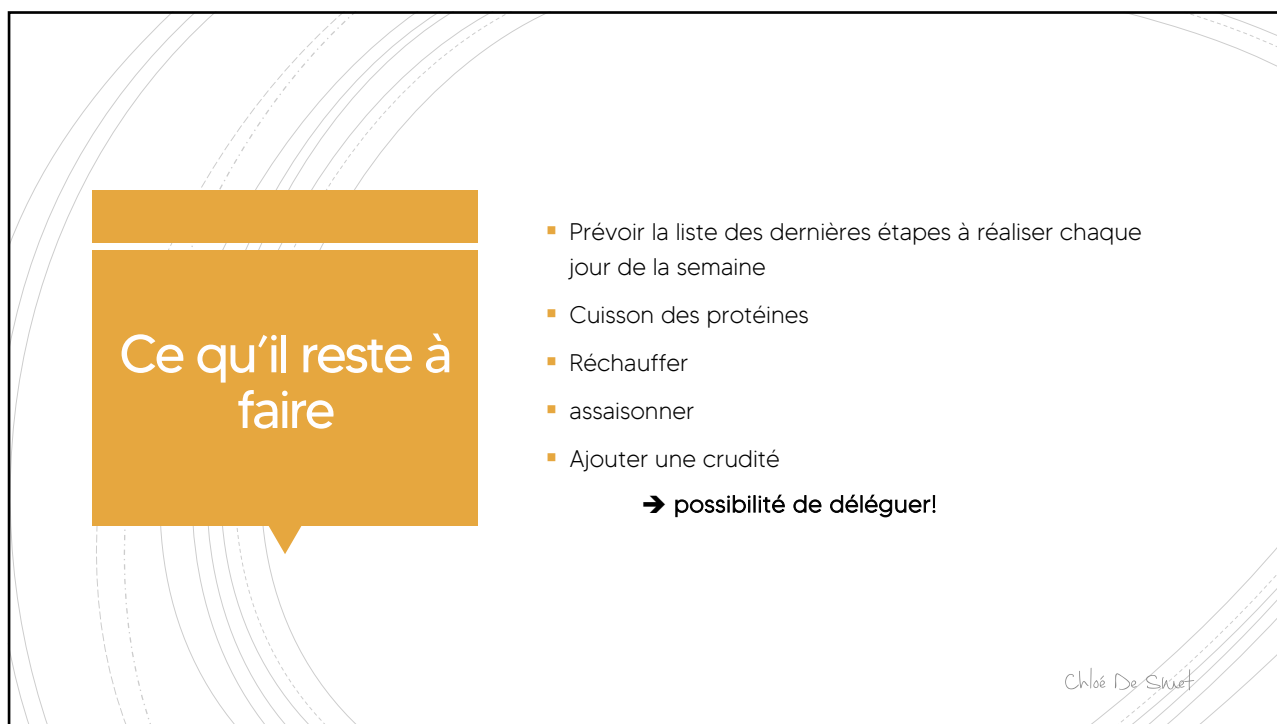 Ce qu’il reste à
faire
▪ Prévoir la liste des dernières étapes à réaliser chaque
jour de la semaine
▪ Cuisson des protéines
▪ Réchauffer
▪ assaisonner
▪ Ajouter une crudité
➔ possibilité de déléguer!
Chloé De Smet